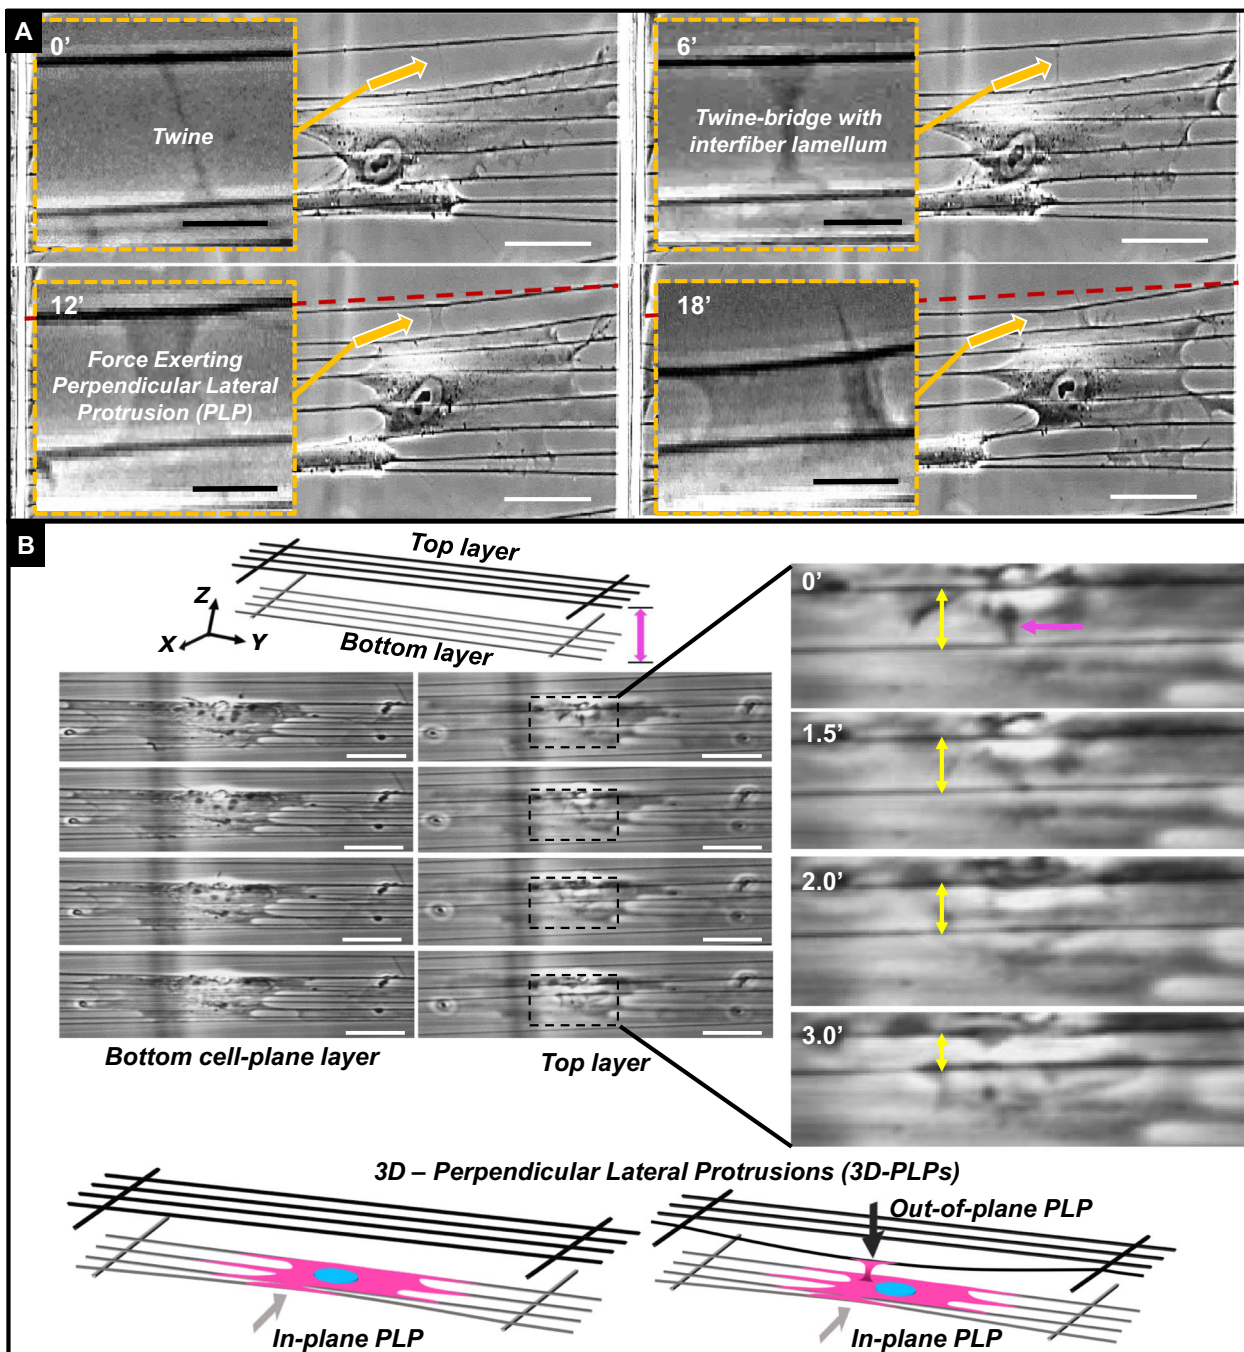 A
0’
Twine
6’
Twine-bridge with
interfiber lamellum
12’
Force Exerting
Perpendicular Lateral
Protrusion (PLP)
18’
B
Top layer
Z
X
Y
Bottom layer
0’
1.5’
2.0’
3.0’
Bottom cell-plane layer
Top layer
3D – Perpendicular Lateral Protrusions (3D-PLPs)
Out-of-plane PLP
In-plane PLP
In-plane PLP